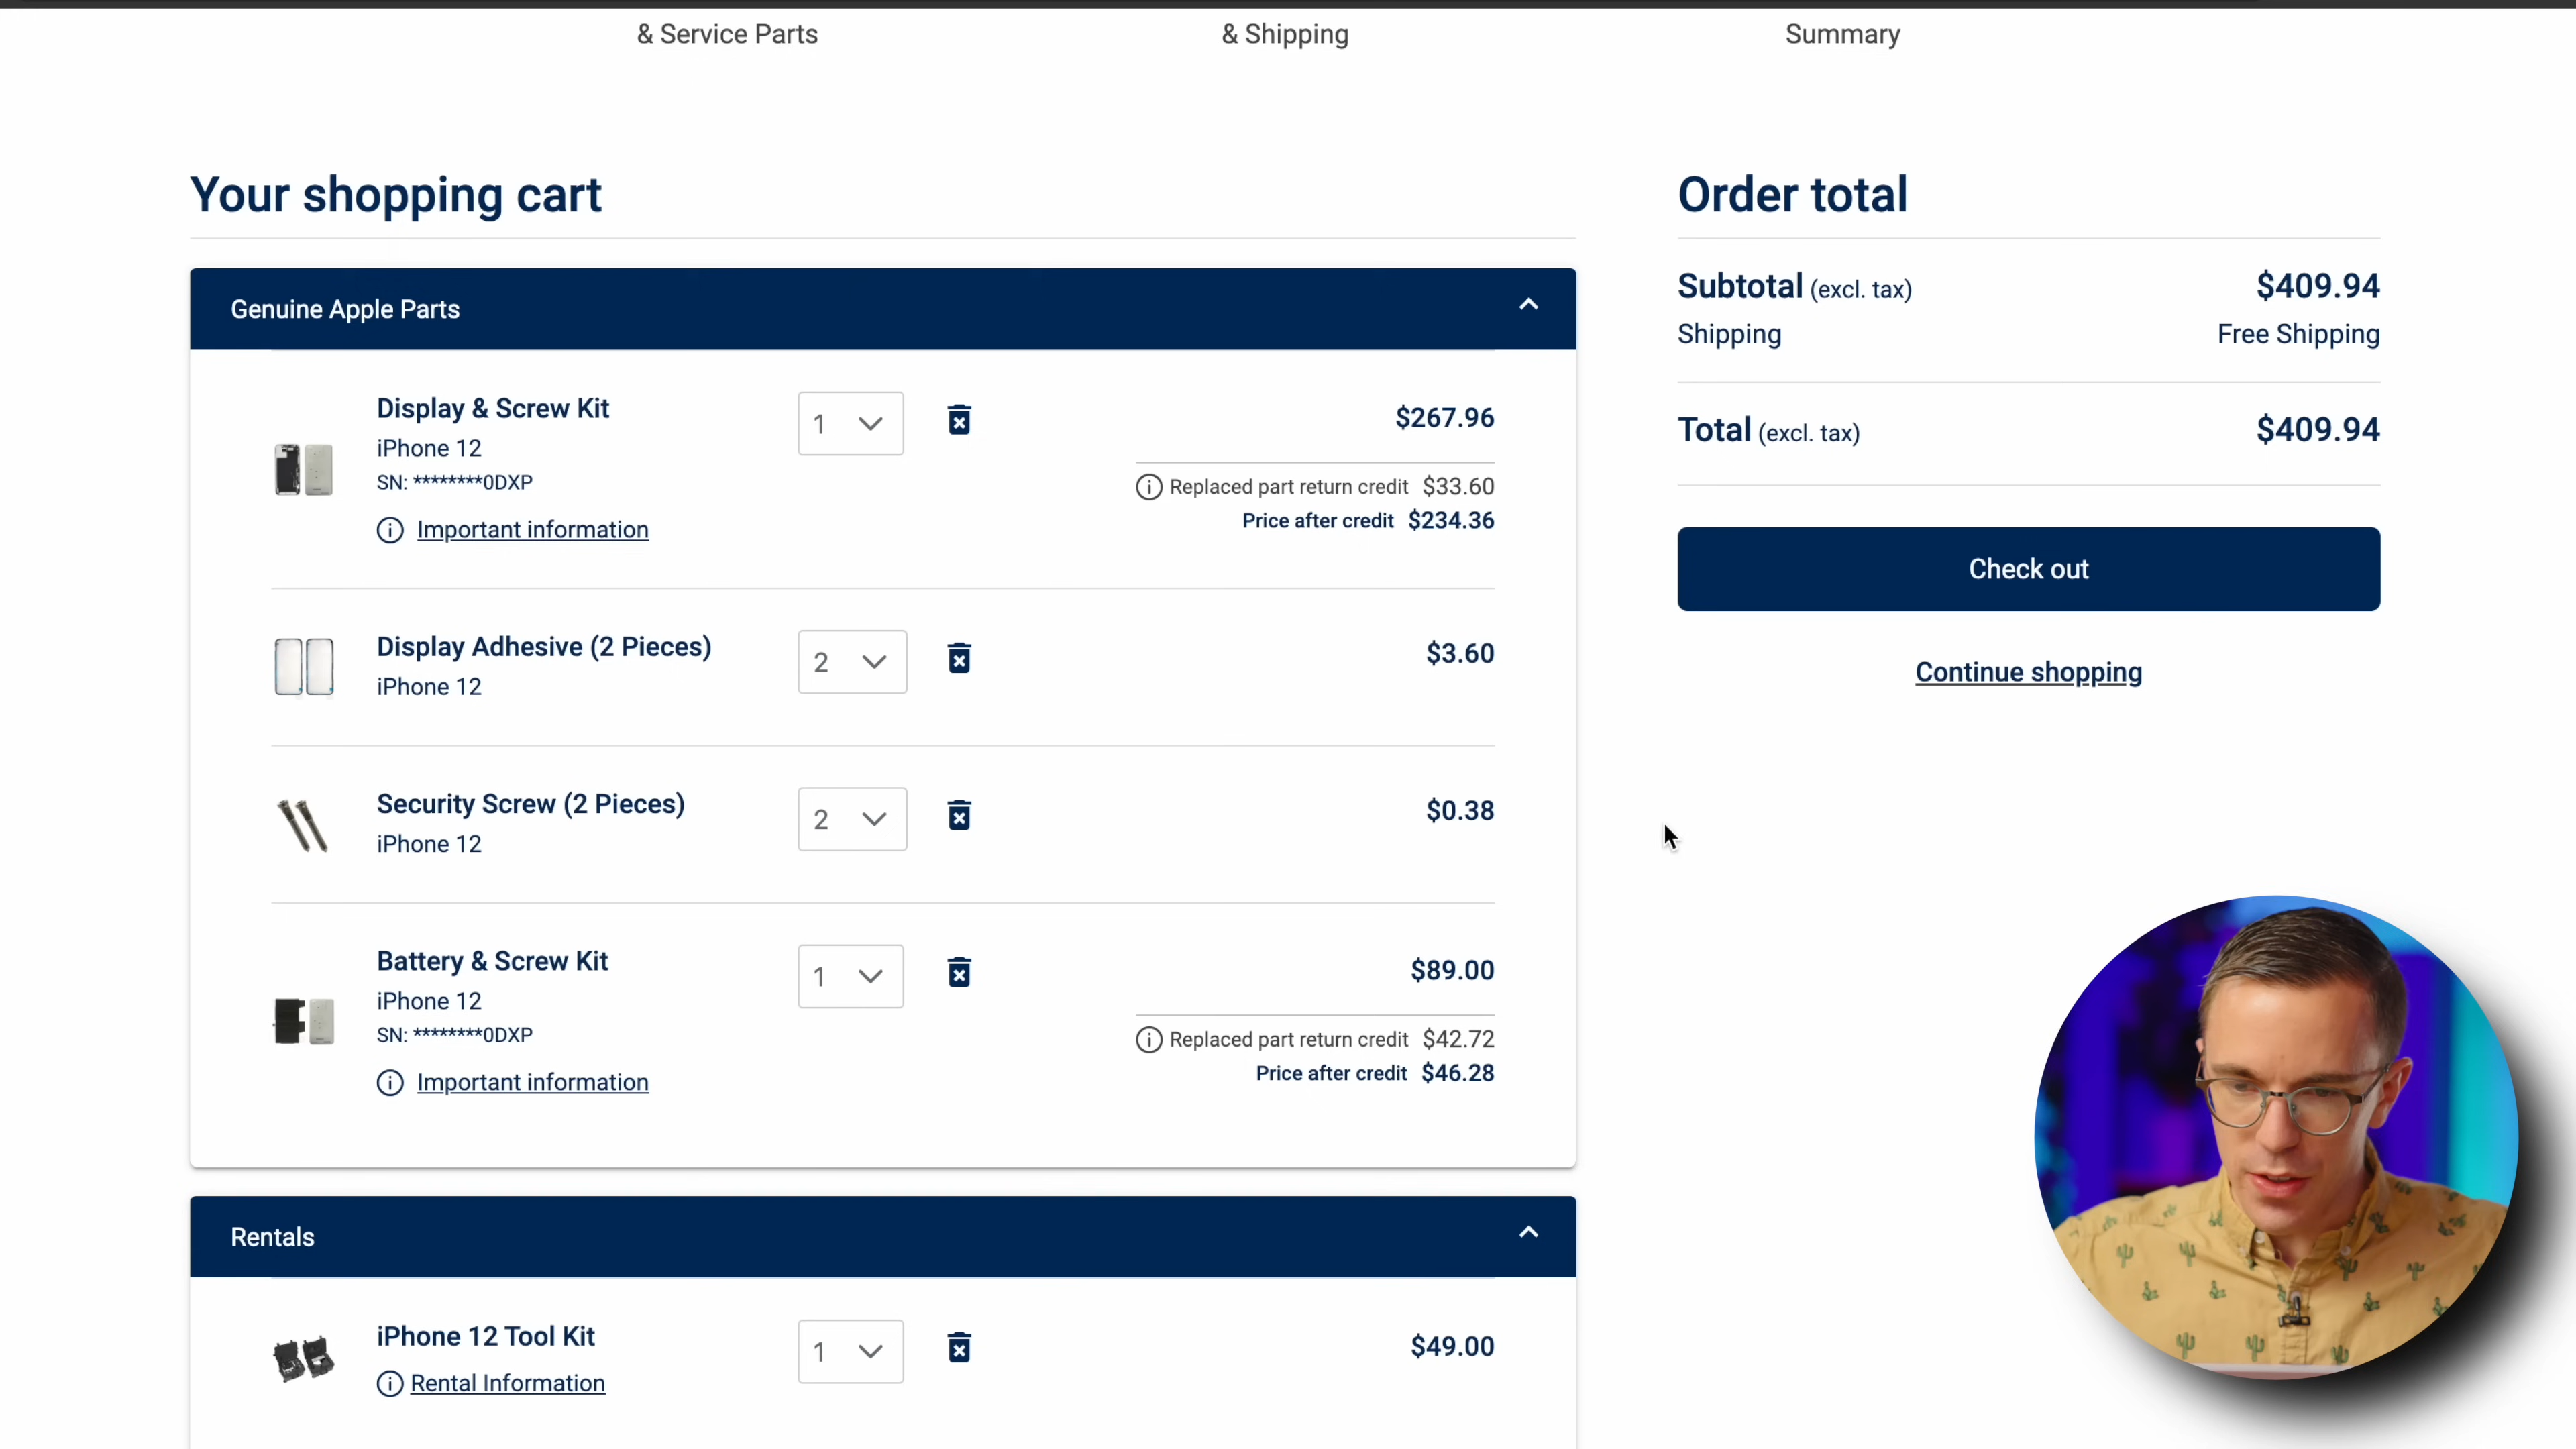 & Service Parts
& Shipping
Summary
Your shopping cart
Genuine Apple Parts
Display & Screw Kit
iPhone 12
SN: ********0DXP
Important information
1
$267.96
Replaced part return credit $33.60
Price after credit $234.36
Display Adhesive (2 Pieces)
iPhone 12
2
$3.60
Security Screw (2 Pieces)
iPhone 12
2
$0.38
Battery & Screw Kit
iPhone 12
SN: ********0DXP
Important information
1
$89.00
Replaced part return credit $42.72
Price after credit $46.28
Rentals
iPhone 12 Tool Kit
Rental Information
1
$49.00
Order total
Subtotal (excl. tax) $409.94
Shipping Free Shipping
Total (excl. tax) $409.94
Check out
Continue shopping